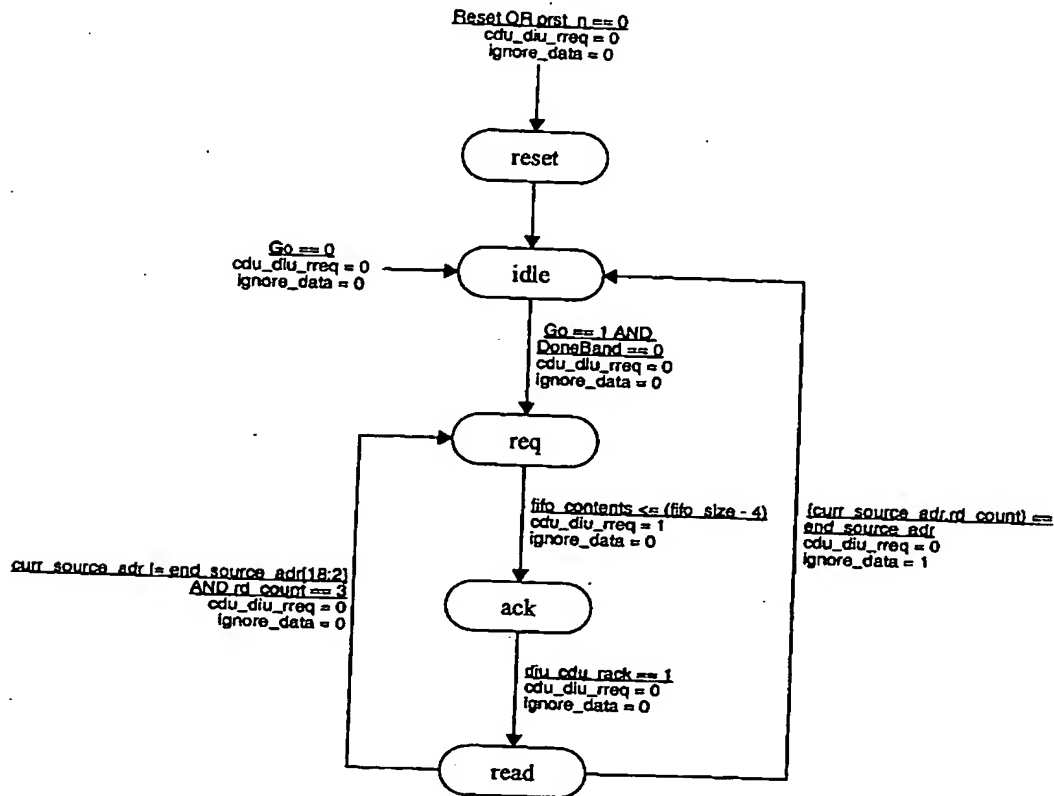 Reset OR prst_n == 0
cdu_diu_rreq = 0
ignore_data = 0
reset
Go == 0
cdu_diu_rreq = 0
ignore_data = 0
idle
Go == 1 AND
DoneBand == 0
cdu_diu_rreq = 0
ignore_data = 0
req
fifo_contents <= (fifo_size - 4)
cdu_diu_rreq = 1
ignore_data = 0
{curr_source_adr,rd_count} ==
end_source_adr
cdu_diu_rreq = 0
ignore_data = 1
curr_source_adr != end_source_adr[18:2]
AND rd_count == 3
cdu_diu_rreq = 0
ignore_data = 0
ack
diu_cdu_rack == 1
cdu_diu_rreq = 0
ignore_data = 0
read